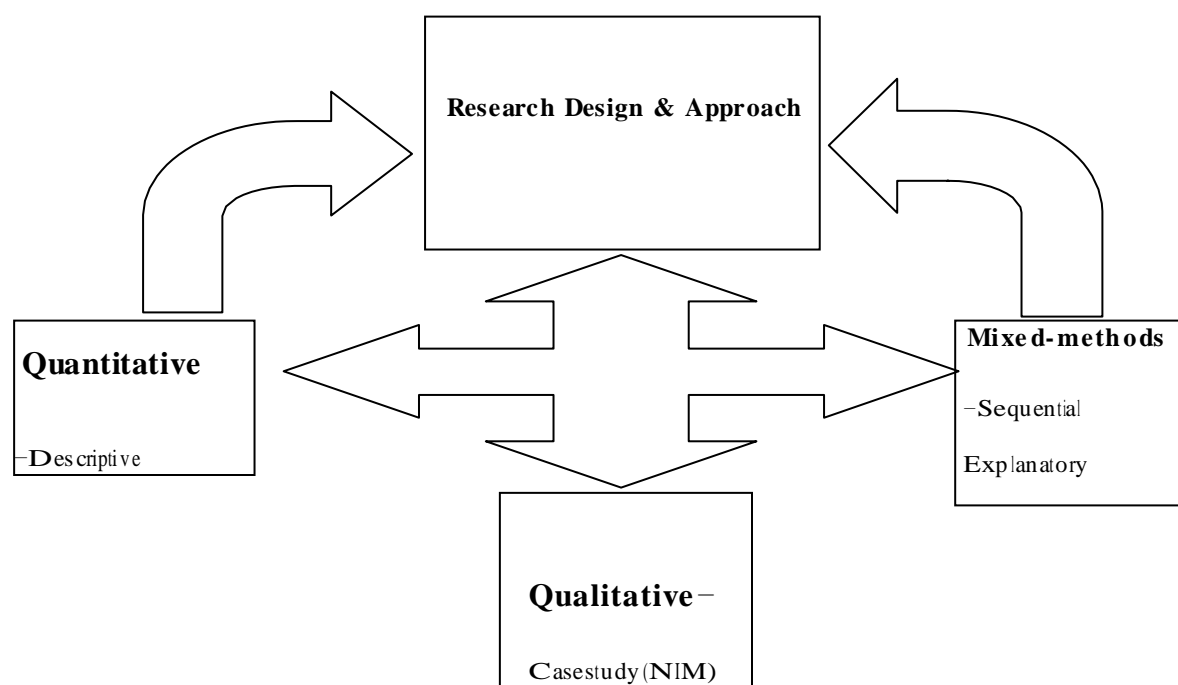 Research Design & Approach
Quantitative
–Descriptive
Mixed-methods
–Sequential
Explanatory
Qualitative–
Casestudy(NIM)